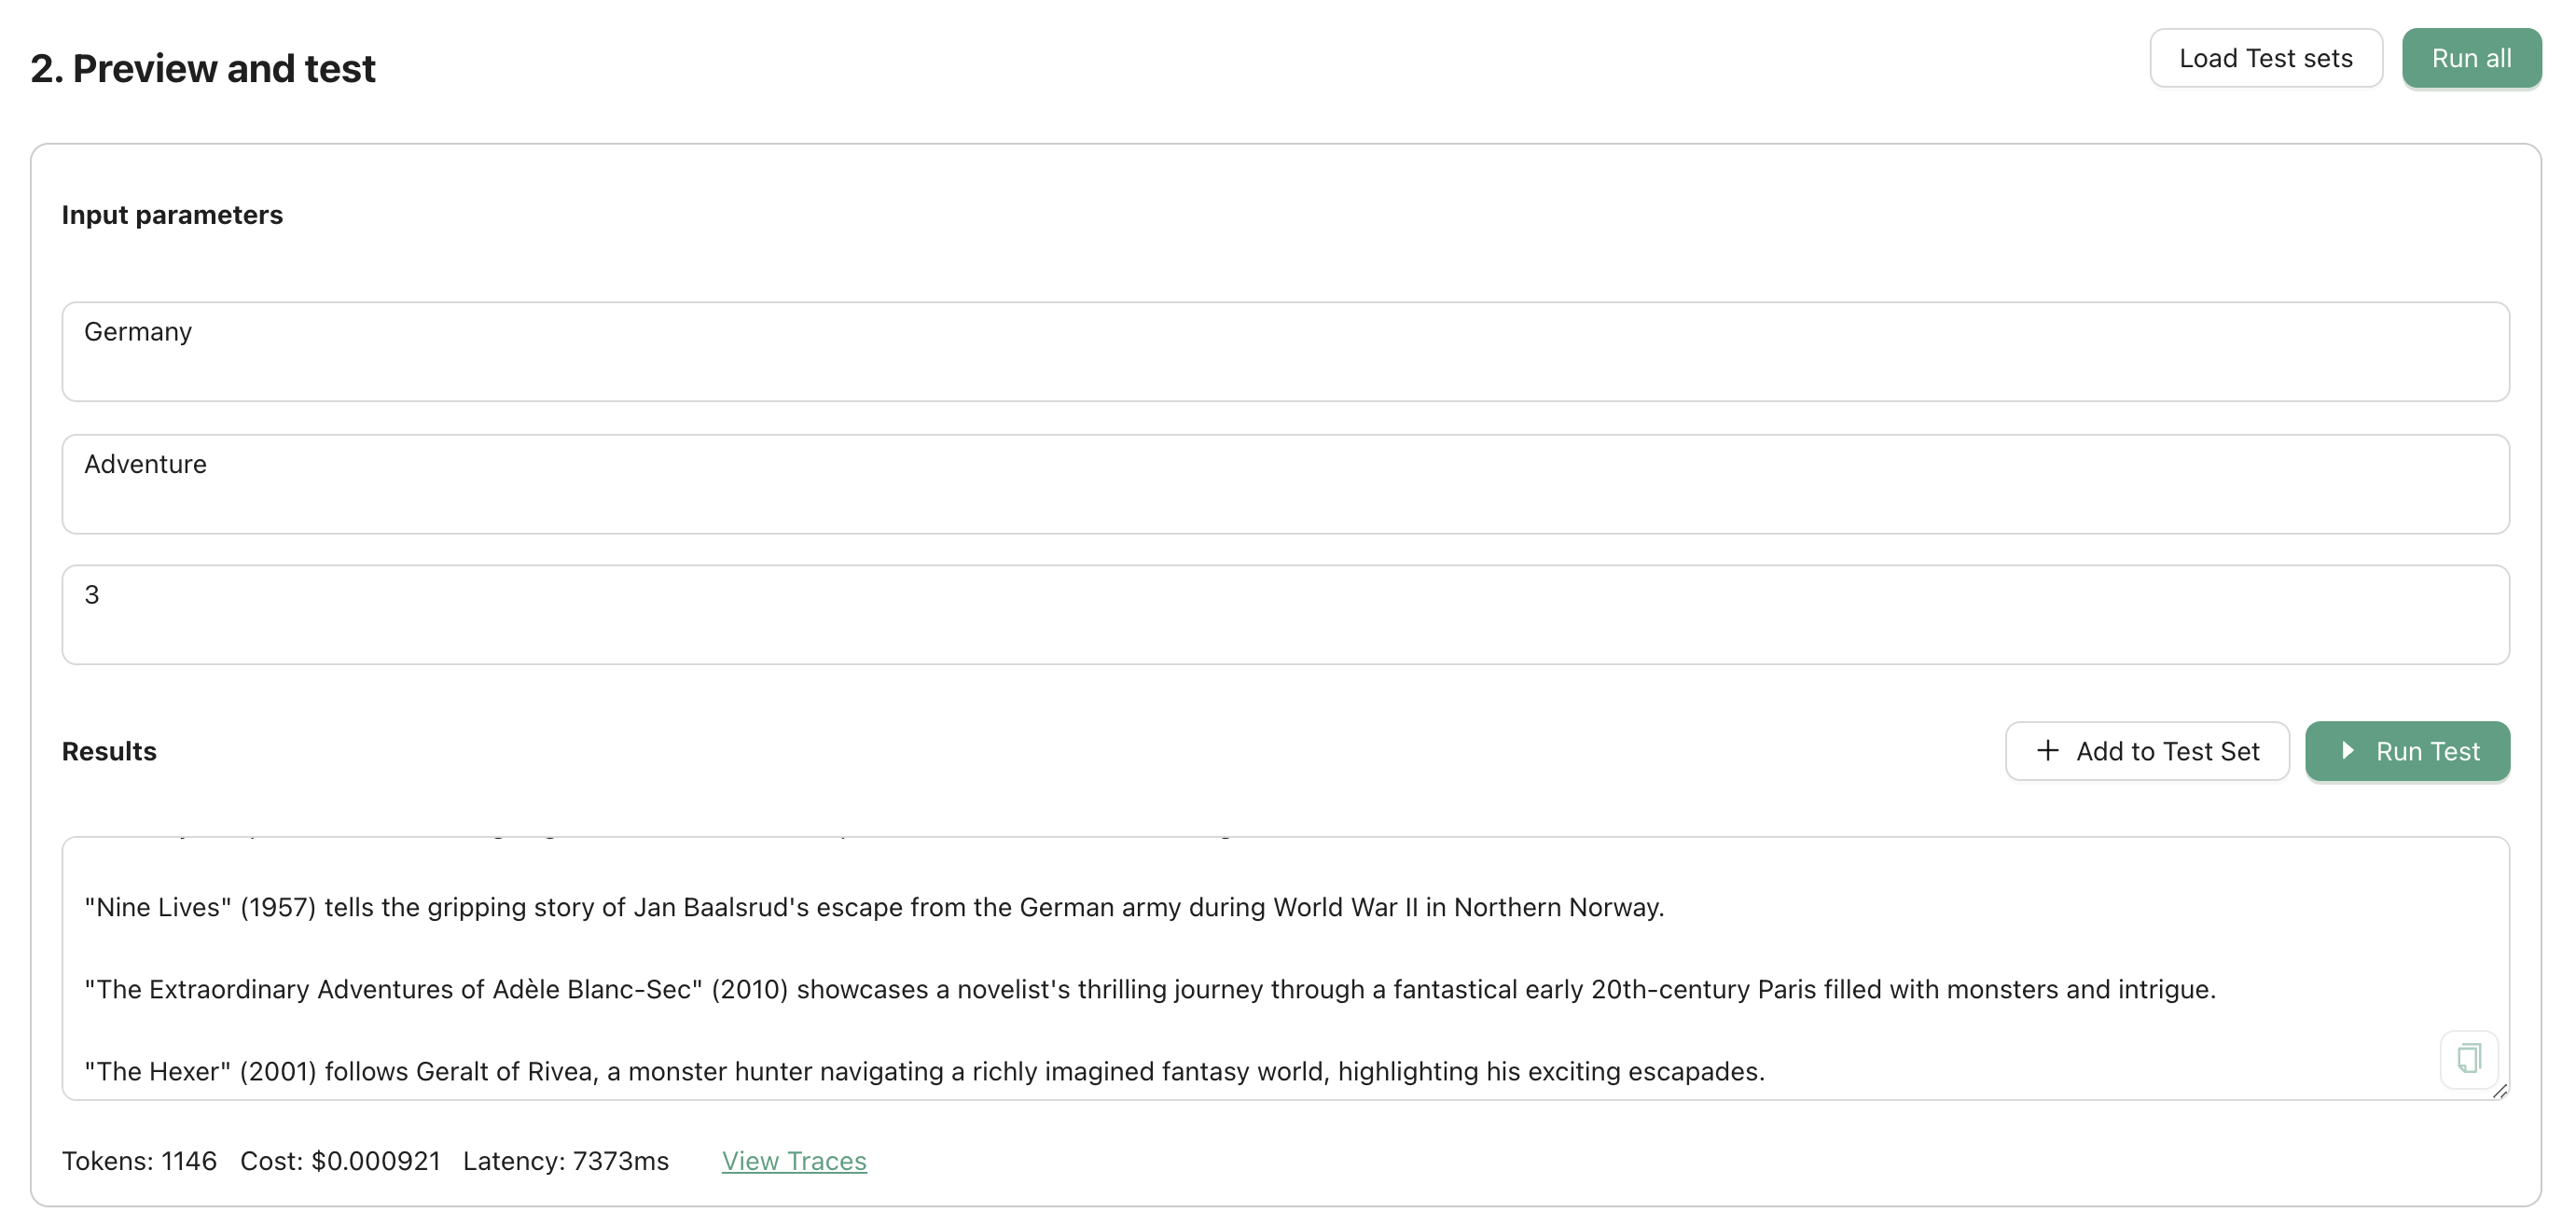 2. Preview and test
Load Test sets
Run all
Input parameters
Germany
Adventure
3
Results
Add to Test Set
Run Test
"Nine Lives" (1957) tells the gripping story of Jan Baalsrud's escape from the German army during World War II in Northern Norway.
"The Extraordinary Adventures of Adèle Blanc-Sec" (2010) showcases a novelist's thrilling journey through a fantastical early 20th-century Paris filled with monsters and intrigue.
"The Hexer" (2001) follows Geralt of Rivea, a monster hunter navigating a richly imagined fantasy world, highlighting his exciting escapades.
Tokens: 1146 Cost: $0.000921 Latency: 7373ms View Traces